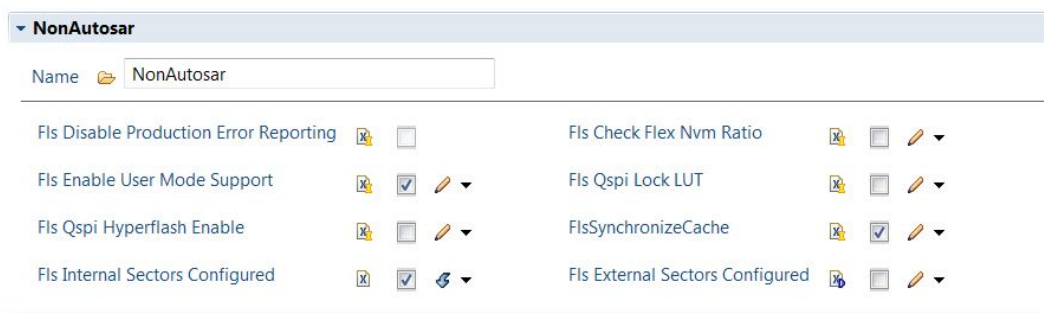 NonAutosar
Name NonAutosar
Fls Disable Production Error Reporting Fls Check Flex Nvm Ratio
Fls Enable User Mode Support Fls Qspi Lock LUT
Fls Qspi Hyperflash Enable FlsSynchronizeCache
Fls Internal Sectors Configured Fls External Sectors Configured